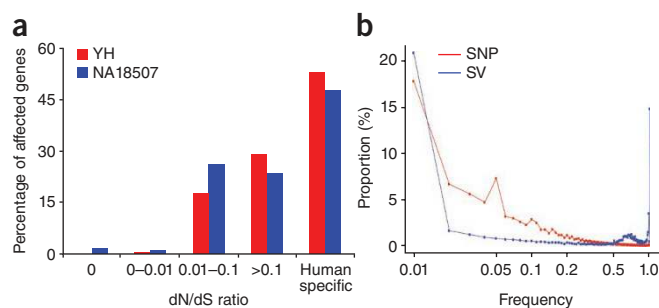 a
YH
NA18507
Percentage of affected genes
60
45
30
15
0
0
0–0.01
0.01–0.1
>0.1
Human
specific
dN/dS ratio
b
SNP
SV
Proportion (%)
20
15
10
5
0
0.01
0.05
0.1
0.2
0.5
1.0
Frequency